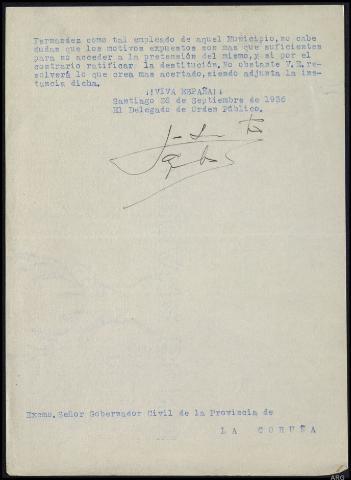 Fernandez como tal empleado de aquel Municipio, no cabe
dudas que los motivos expuestos son mas que suficientes
para no acceder a la pretensión del mismo, y si por el
contrario ratificar la destitución. No obstante V.E. re-
solverá lo que crea mas acertado, siendo adjunta la ins-
tancia dicha.
¡¡VIVA ESPAÑA!!
Santiago 28 de Septiembre de 1936
El Delegado de Orden Público.
Excmo. Señor Gobernador Civil de la Provincia de
LA CORUÑA
ARG